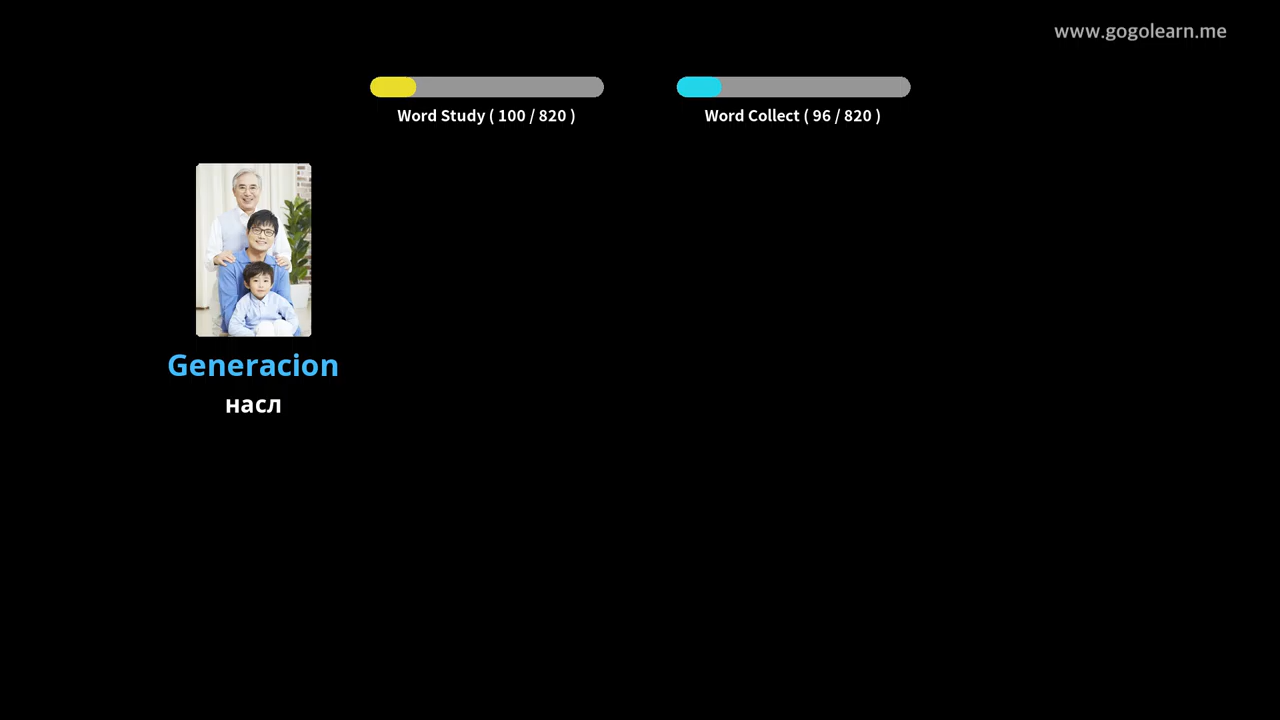 www.gogolearn.me
Word Study ( 100 / 820 )
Word Collect ( 96 / 820 )
Generacion
насл